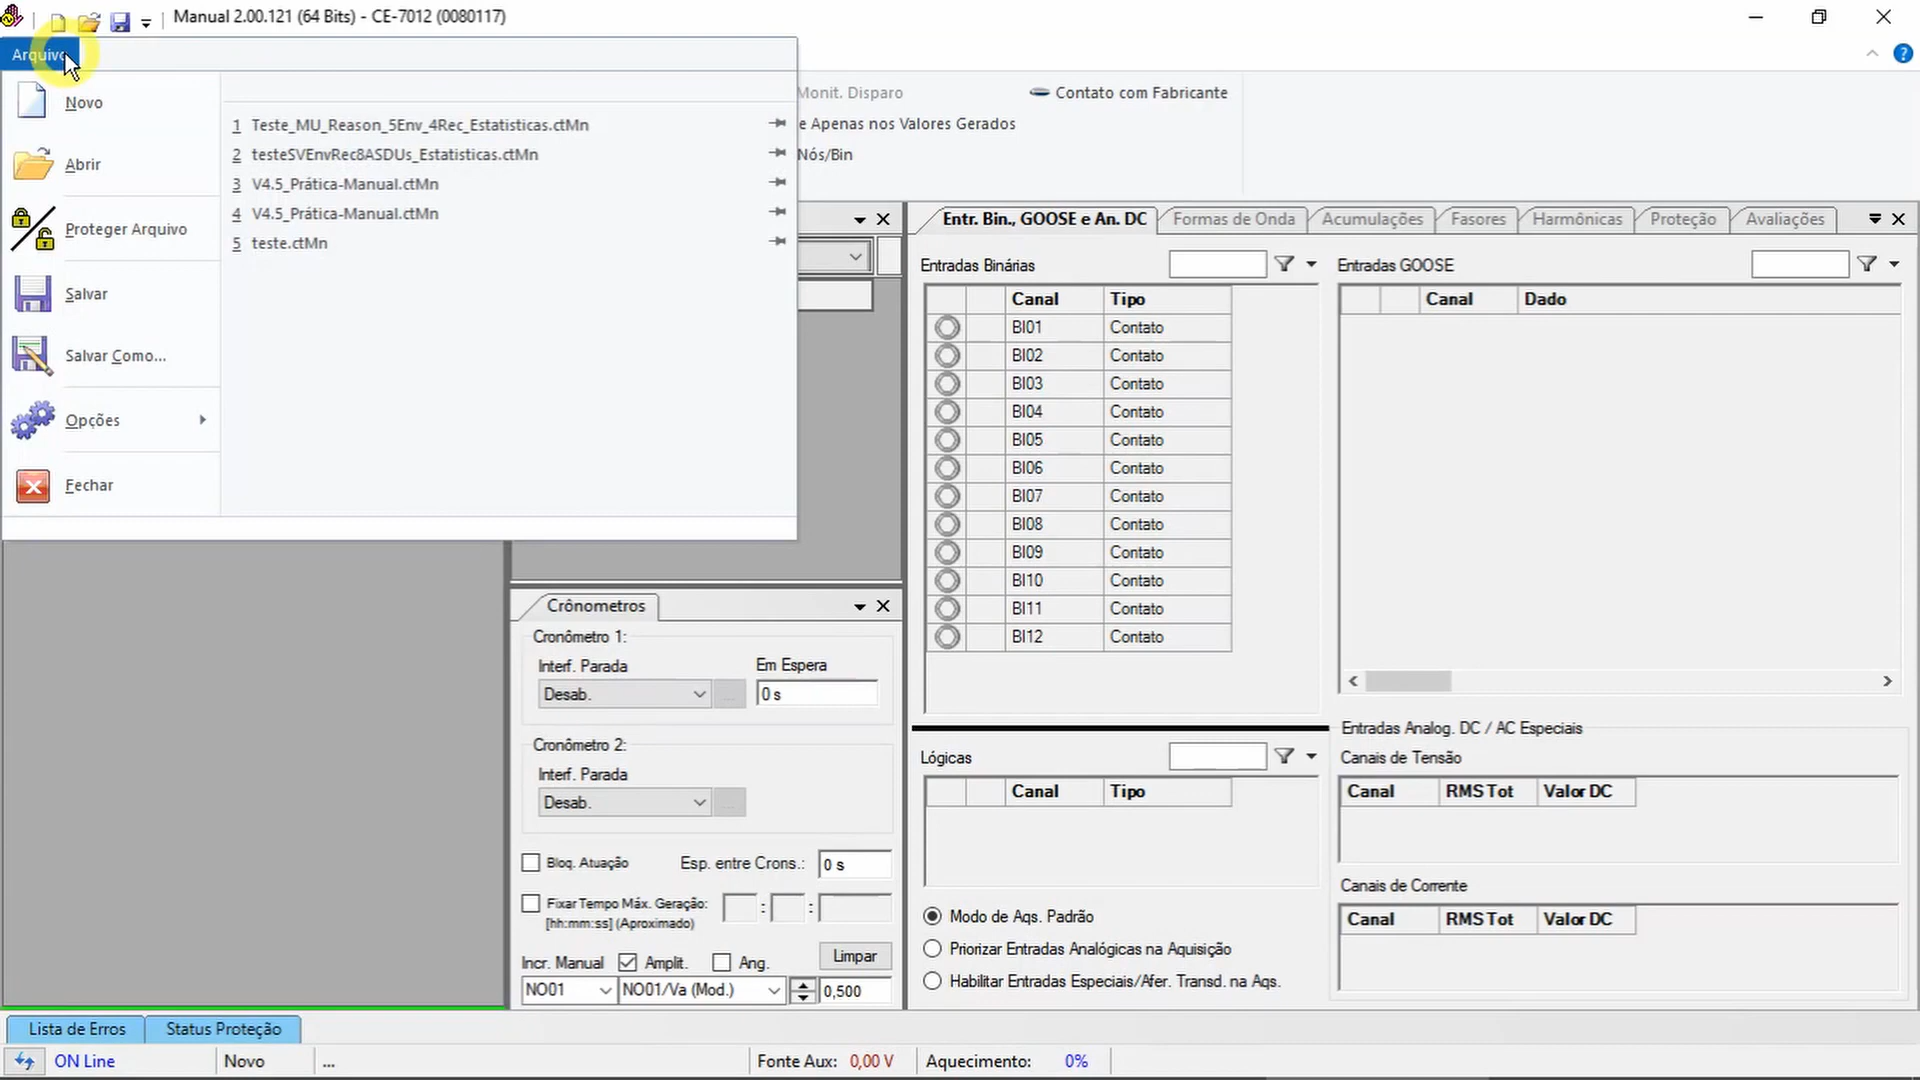 Manual 2.00.121 (64 Bits) - CE-7012 (0080117)
Arquivo
Novo
Abrir
Proteger Arquivo
Salvar
Salvar Como...
Opções
Fechar
1 Teste_MU_Reason_5Env_4Rec_Estatisticas.ctMn
2 testeSVEnvRec8ASDUs_Estatisticas.ctMn
3 V4.5_Prática-Manual.ctMn
4 V4.5_Prática-Manual.ctMn
5 teste.ctMn
Monit. Disparo
Contato com Fabricante
e Apenas nos Valores Gerados
Nós/Bin
Crônometros
Cronômetro 1:
Interf. Parada
Em Espera
Desab.
...
0 s
Cronômetro 2:
Interf. Parada
Desab.
...
Bloq. Atuação
Esp. entre Crons.:
0 s
Fixar Tempo Máx. Geração:
[hh:mm:ss] (Aproximado)
: :
Incr. Manual
Amplit.
Ang.
Limpar
NO01
NO01/Va (Mod.)
0,500
Entr. Bin., GOOSE e An. DC
Formas de Onda
Acumulações
Fasores
Harmônicas
Proteção
Avaliações
Entradas Binárias
Canal Tipo
BI01 Contato
BI02 Contato
BI03 Contato
BI04 Contato
BI05 Contato
BI06 Contato
BI07 Contato
BI08 Contato
BI09 Contato
BI10 Contato
BI11 Contato
BI12 Contato
Entradas GOOSE
Canal Dado
Lógicas
Canal Tipo
Modo de Aqs. Padrão
Priorizar Entradas Analógicas na Aquisição
Habilitar Entradas Especiais/Afer. Transd. na Aqs.
Entradas Analog. DC / AC Especiais
Canais de Tensão
Canal RMS Tot Valor DC
Canais de Corrente
Canal RMS Tot Valor DC
Lista de Erros
Status Proteção
ON Line
Novo
...
Fonte Aux: 0,00 V
Aquecimento: 0%